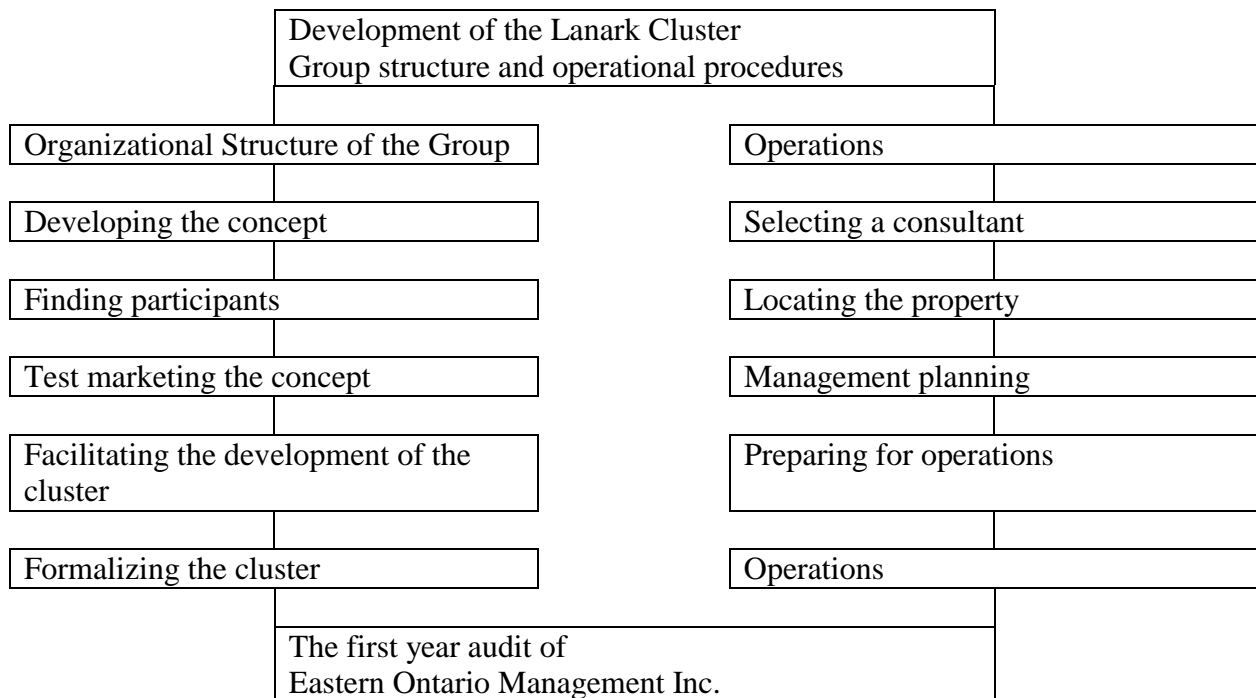 Development of the Lanark Cluster
Group structure and operational procedures
Organizational Structure of the Group
Operations
Developing the concept
Selecting a consultant
Finding participants
Locating the property
Test marketing the concept
Management planning
Facilitating the development of the
cluster
Preparing for operations
Formalizing the cluster
Operations
The first year audit of
Eastern Ontario Management Inc.